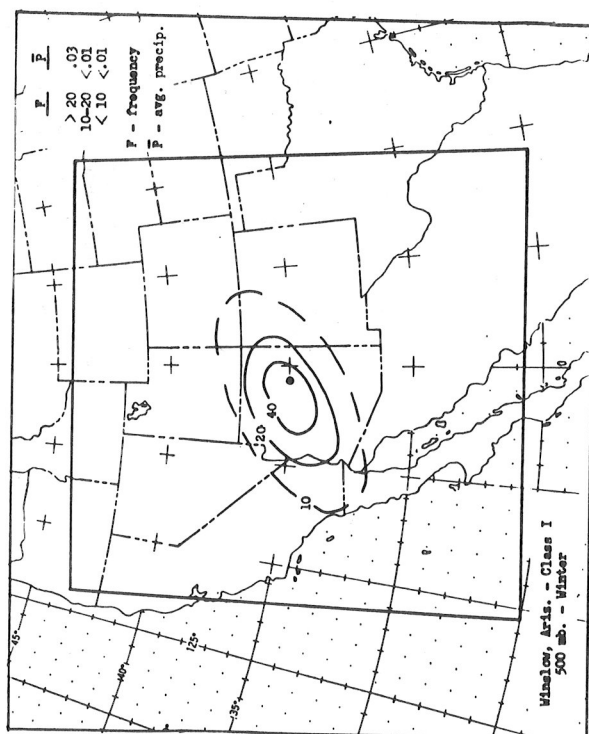 F P̄
> 20 .03
10-20 <.01
< 10 <.01
F - frequency
P̄ - avg. precip.
45°
40°
125°
35°
40
20
10
Winslow, Ariz. - Class I
500 mb. - Winter